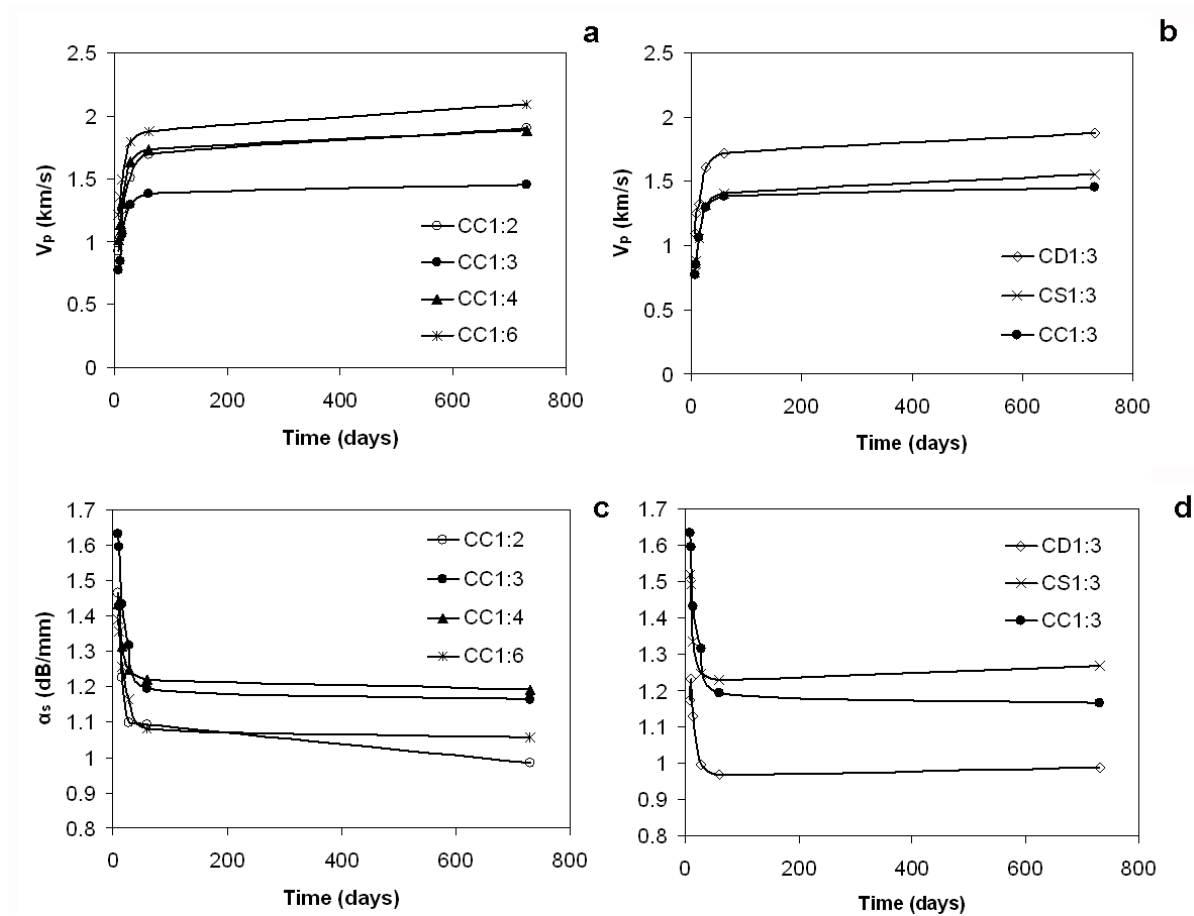 a
2.5
2
1.5
1
0.5
0
Vp (km/s)
CC1:2
CC1:3
CC1:4
CC1:6
0 200 400 600 800
Time (days)
b
2.5
2
1.5
1
0.5
0
Vp (km/s)
CD1:3
CS1:3
CC1:3
0 200 400 600 800
Time (days)
c
1.7
1.6
1.5
1.4
1.3
1.2
1.1
1
0.9
0.8
αs (dB/mm)
CC1:2
CC1:3
CC1:4
CC1:6
0 200 400 600 800
Time (days)
d
1.7
1.6
1.5
1.4
1.3
1.2
1.1
1
0.9
0.8
CD1:3
CS1:3
CC1:3
0 200 400 600 800
Time (days)